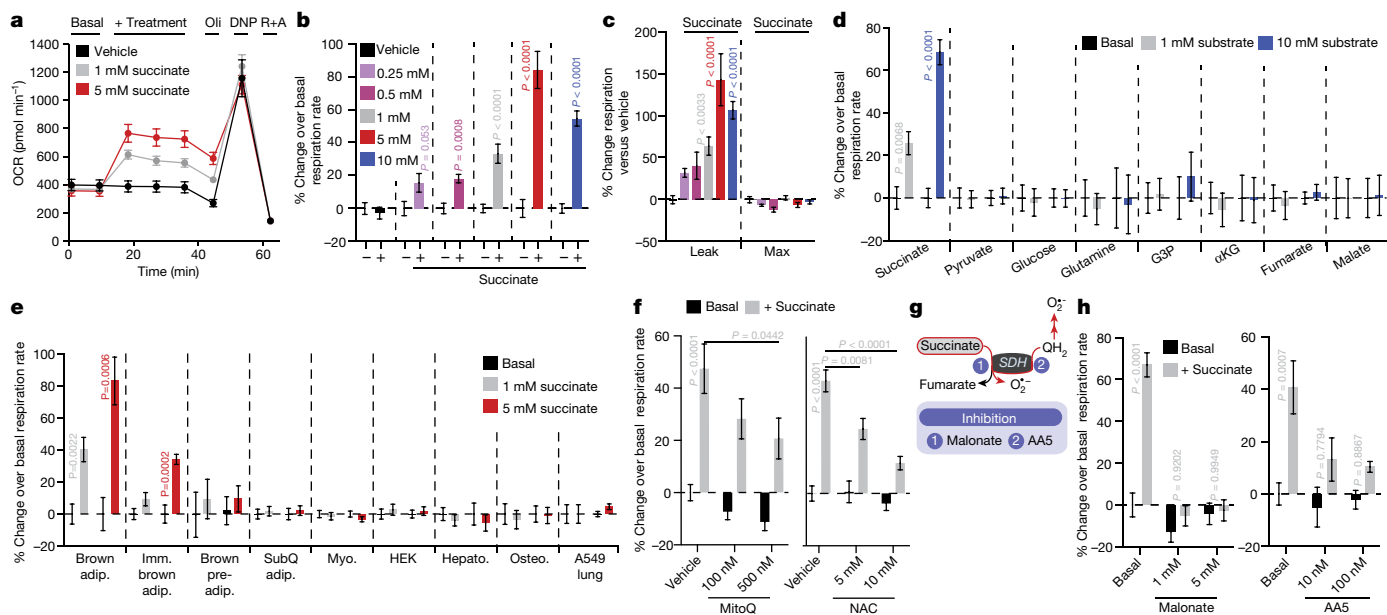 a
Basal + Treatment Oli DNP R+A
Vehicle
1 mM succinate
5 mM succinate
OCR (pmol min⁻¹)
1400
1200
1000
800
600
400
200
0
0 10 20 30 40 50 60
Time (min)
b
Vehicle
0.25 mM
0.5 mM
1 mM
5 mM
10 mM
% Change over basal
respiration rate
100
80
60
40
20
0
−20
P = 0.053
P = 0.0008
P < 0.0001
P < 0.0001
P < 0.0001
− + − + − + − + − + − +
Succinate
c
Succinate Succinate
% Change respiration
versus vehicle
200
150
100
50
0
−50
P < 0.0033
P < 0.0001
P < 0.0001
Leak Max
d
Basal 1 mM substrate 10 mM substrate
% Change over basal
respiration rate
80
60
40
20
0
−20
P = 0.0068
P < 0.0001
Succinate Pyruvate Glucose Glutamine G3P αKG Fumarate Malate
e
Basal
1 mM succinate
5 mM succinate
% Change over basal respiration rate
100
80
60
40
20
0
−20
P=0.0022
P=0.0006
P=0.0002
Brown
adip.
Imm.
brown
adip.
Brown
pre-
adip.
SubQ
adip.
Myo.
HEK
Hepato.
Osteo.
A549
lung
f
Basal + Succinate
% Change over basal respiration rate
60
40
20
0
−20
P < 0.0001
P = 0.0442
Vehicle 100 nM 500 nM
MitoQ
60
40
20
0
−20
P < 0.0001
P < 0.0001
P = 0.0081
Vehicle 5 mM 10 mM
NAC
g
O₂•⁻
Succinate
SDH
QH₂
1 2
Fumarate O₂•⁻
Inhibition
1 Malonate 2 AA5
h
Basal
+ Succinate
% Change over basal respiration rate
80
60
40
20
0
−20
P < 0.0001
P = 0.9202
P = 0.9949
Basal 1 mM 5 mM
Malonate
60
40
20
0
−20
P = 0.0007
P = 0.7794
P = 0.8867
Basal 10 nM 100 nM
AA5